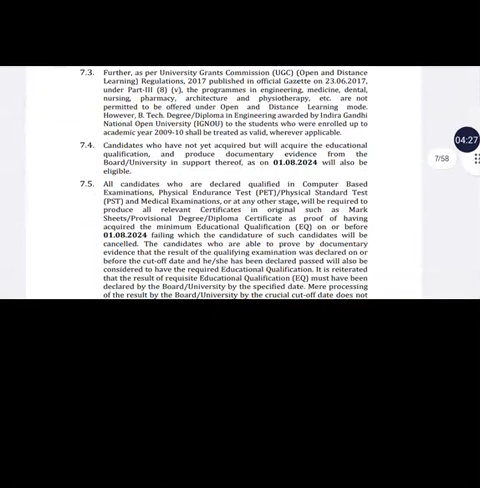 7.3. Further, as per University Grants Commission (UGC) (Open and Distance
Learning) Regulations, 2017 published in official Gazette on 23.06.2017,
under Part-III (8) (v), the programmes in engineering, medicine, dental,
nursing, pharmacy, architecture and physiotherapy, etc. are not
permitted to be offered under Open and Distance Learning mode.
However, B. Tech. Degree/Diploma in Engineering awarded by Indira Gandhi
National Open University (IGNOU) to the students who were enrolled up to
academic year 2009-10 shall be treated as valid, wherever applicable.
04:27
7/58
7.4. Candidates who have not yet acquired but will acquire the educational
qualification, and produce documentary evidence from the
Board/University in support thereof, as on 01.08.2024 will also be
eligible.
7.5. All candidates who are declared qualified in Computer Based
Examinations, Physical Endurance Test (PET)/Physical Standard Test
(PST) and Medical Examinations, or at any other stage, will be required to
produce all relevant Certificates in original such as Mark
Sheets/Provisional Degree/Diploma Certificate as proof of having
acquired the minimum Educational Qualification (EQ) on or before
01.08.2024 failing which the candidature of such candidates will be
cancelled. The candidates who are able to prove by documentary
evidence that the result of the qualifying examination was declared on or
before the cut-off date and he/she has been declared passed will also be
considered to have the required Educational Qualification. It is reiterated
that the result of requisite Educational Qualification (EQ) must have been
declared by the Board/University by the specified date. Mere processing
of the result by the Board/University by the crucial cut-off date does not